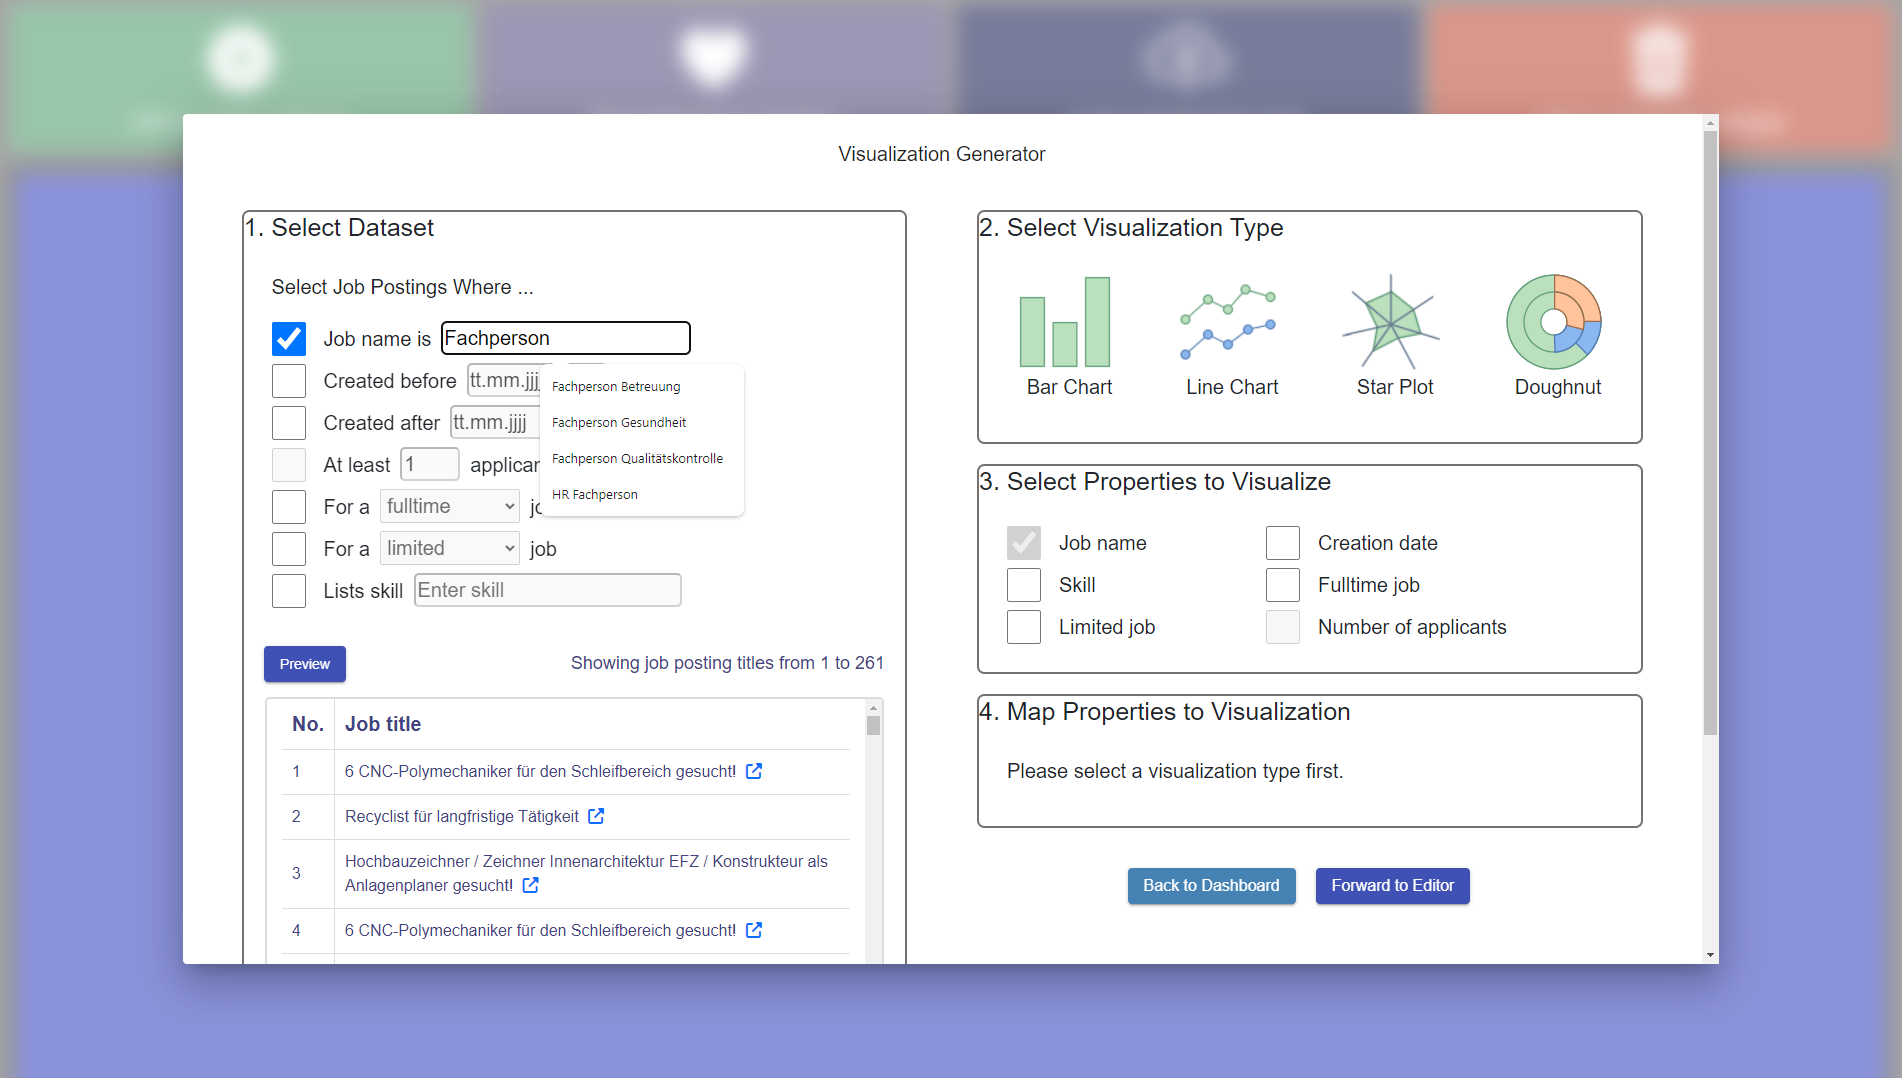 Visualization Generator
1. Select Dataset
Select Job Postings Where ...
Job name is Fachperson
Created before tt.mm.jjj
Fachperson Betreuung
Created after tt.mm.jjjj
Fachperson Gesundheit
At least 1 applican
Fachperson Qualitätskontrolle
For a fulltime jo
HR Fachperson
For a limited job
Lists skill Enter skill
Preview
Showing job posting titles from 1 to 261
No. Job title
1 6 CNC-Polymechaniker für den Schleifbereich gesucht!
2 Recyclist für langfristige Tätigkeit
3 Hochbauzeichner / Zeichner Innenarchitektur EFZ / Konstrukteur als
Anlagenplaner gesucht!
4 6 CNC-Polymechaniker für den Schleifbereich gesucht!
2. Select Visualization Type
Bar Chart Line Chart Star Plot Doughnut
3. Select Properties to Visualize
Job name Creation date
Skill Fulltime job
Limited job Number of applicants
4. Map Properties to Visualization
Please select a visualization type first.
Back to Dashboard Forward to Editor